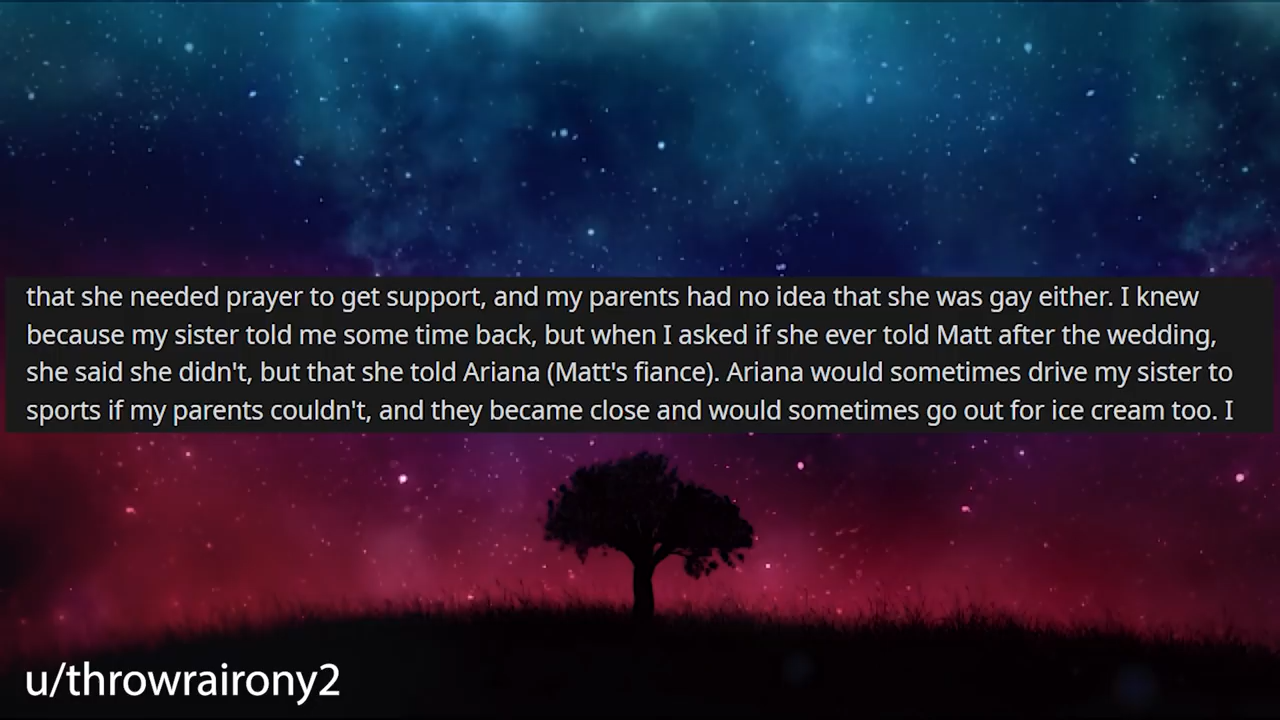 that she needed prayer to get support, and my parents had no idea that she was gay either. I knew
because my sister told me some time back, but when I asked if she ever told Matt after the wedding,
she said she didn't, but that she told Ariana (Matt's fiance). Ariana would sometimes drive my sister to
sports if my parents couldn't, and they became close and would sometimes go out for ice cream too. I
u/throwrairony2